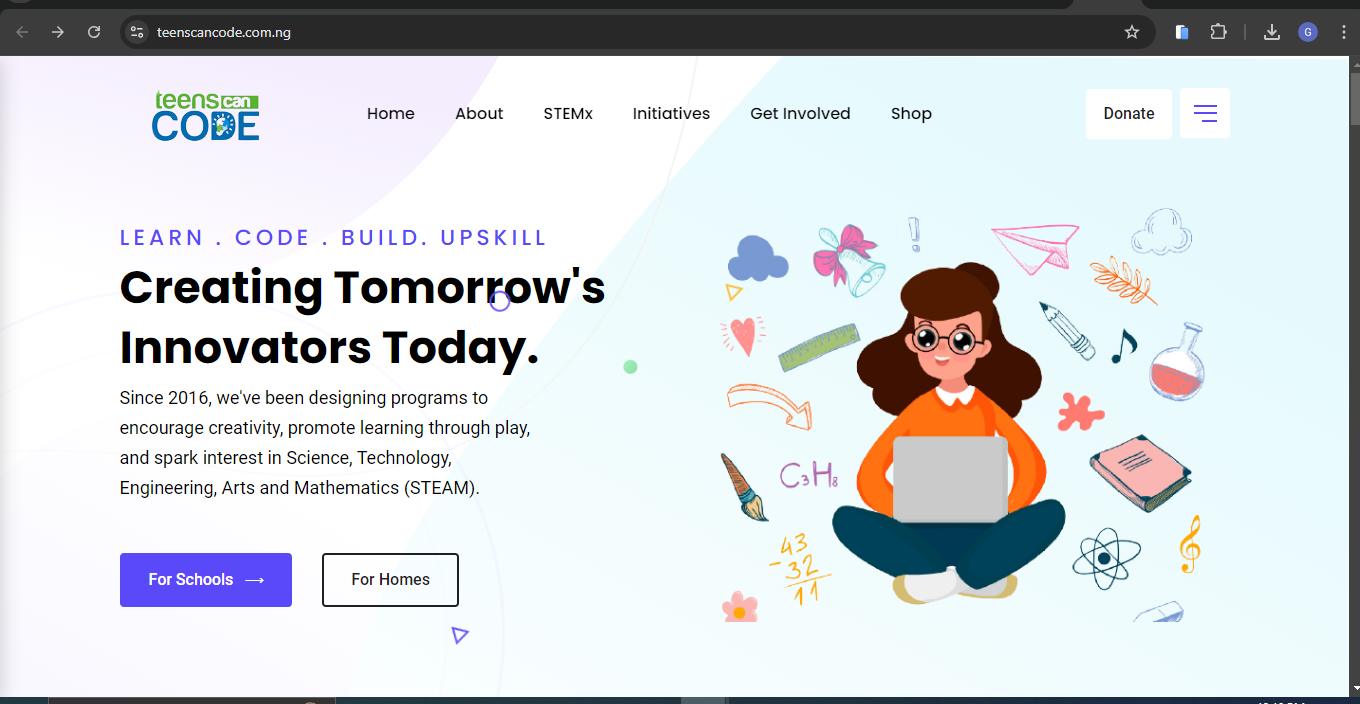 teenscancode.com.ng
G
teens can
CODE
Home
About
STEMx
Initiatives
Get Involved
Shop
Donate
LEARN . CODE . BUILD. UPSKILL
Creating Tomorrow's
Innovators Today.
Since 2016, we've been designing programs to
encourage creativity, promote learning through play,
and spark interest in Science, Technology,
Engineering, Arts and Mathematics (STEAM).
For Schools →
For Homes
!
C₃H₈
43
- 32
11